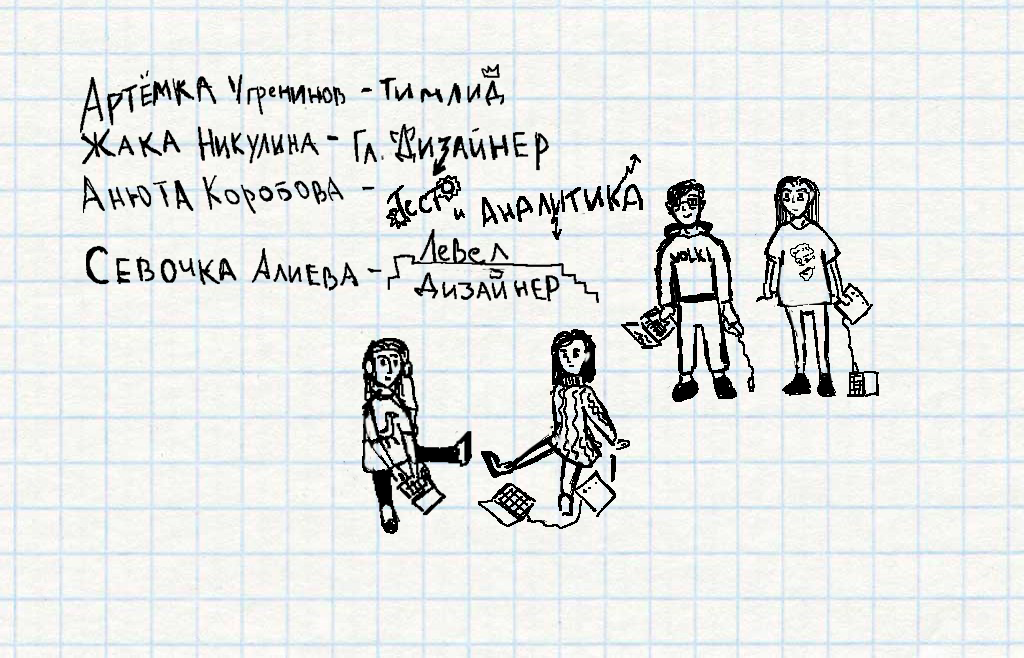 Артёмка Угренинов - тимлид
Жака Никулина - Гл. Дизайнер
Анюта Коробова - Тест и Аналитика
Севочка Алиева - Левел
Дизайнер
VOLKI